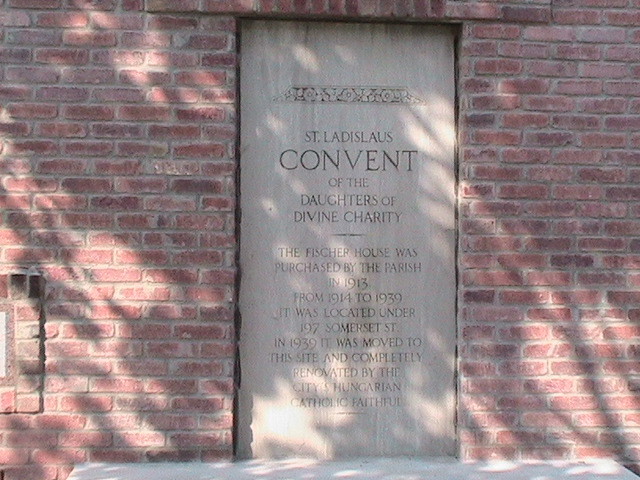 ST. LADISLAUS
CONVENT
OF THE
DAUGHTERS OF
DIVINE CHARITY
THE FISCHER HOUSE WAS
PURCHASED BY THE PARISH
IN 1913
FROM 1914 TO 1939
IT WAS LOCATED UNDER
197 SOMERSET ST.
IN 1939 IT WAS MOVED TO
THIS SITE AND COMPLETELY
RENOVATED BY THE
CITY'S HUNGARIAN
CATHOLIC FAITHFUL